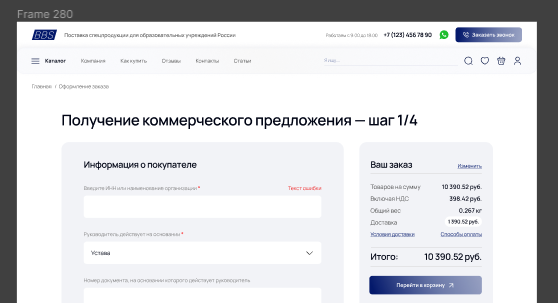 Frame 280
BBS Поставка спецпродукции для образовательных учреждений России Работаем с 9:00 до 18:00 +7 (123) 456 78 90 Заказать звонок
Каталог Компания Как купить Отзывы Контакты Статьи
Главная / Оформление заказа
Получение коммерческого предложения — шаг 1/4
Информация о покупателе
Введите ИНН или наименование организации * Текст ошибки
Руководитель действует на основании *
Устава
Номер документа, на основании которого действует руководитель
Ваш заказ Изменить
Товаров на сумму 10 390.52 руб.
Включая НДС 398.42 руб.
Общий вес 0.267 кг
Доставка 1 390.52 руб.
Условия доставки Способы оплаты
Итого: 10 390.52 руб.
Перейти в корзину